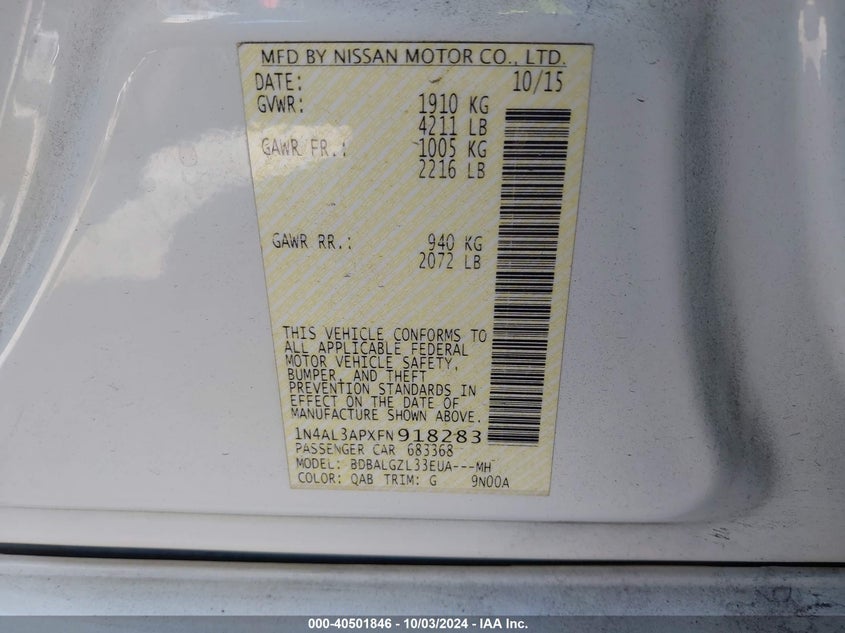 MFD BY NISSAN MOTOR CO., LTD.
DATE: 10/15
GVWR: 1910 KG
4211 LB
GAWR FR.: 1005 KG
2216 LB
GAWR RR.: 940 KG
2072 LB
THIS VEHICLE CONFORMS TO
ALL APPLICABLE FEDERAL
MOTOR VEHICLE SAFETY,
BUMPER, AND THEFT
PREVENTION STANDARDS IN
EFFECT ON THE DATE OF
MANUFACTURE SHOWN ABOVE.
1N4AL3APXFN918283
PASSENGER CAR 683368
MODEL: BDBALGZL33EUA---MH
COLOR: QAB TRIM: G 9N00A
000-40501846 - 10/03/2024 - IAA Inc.